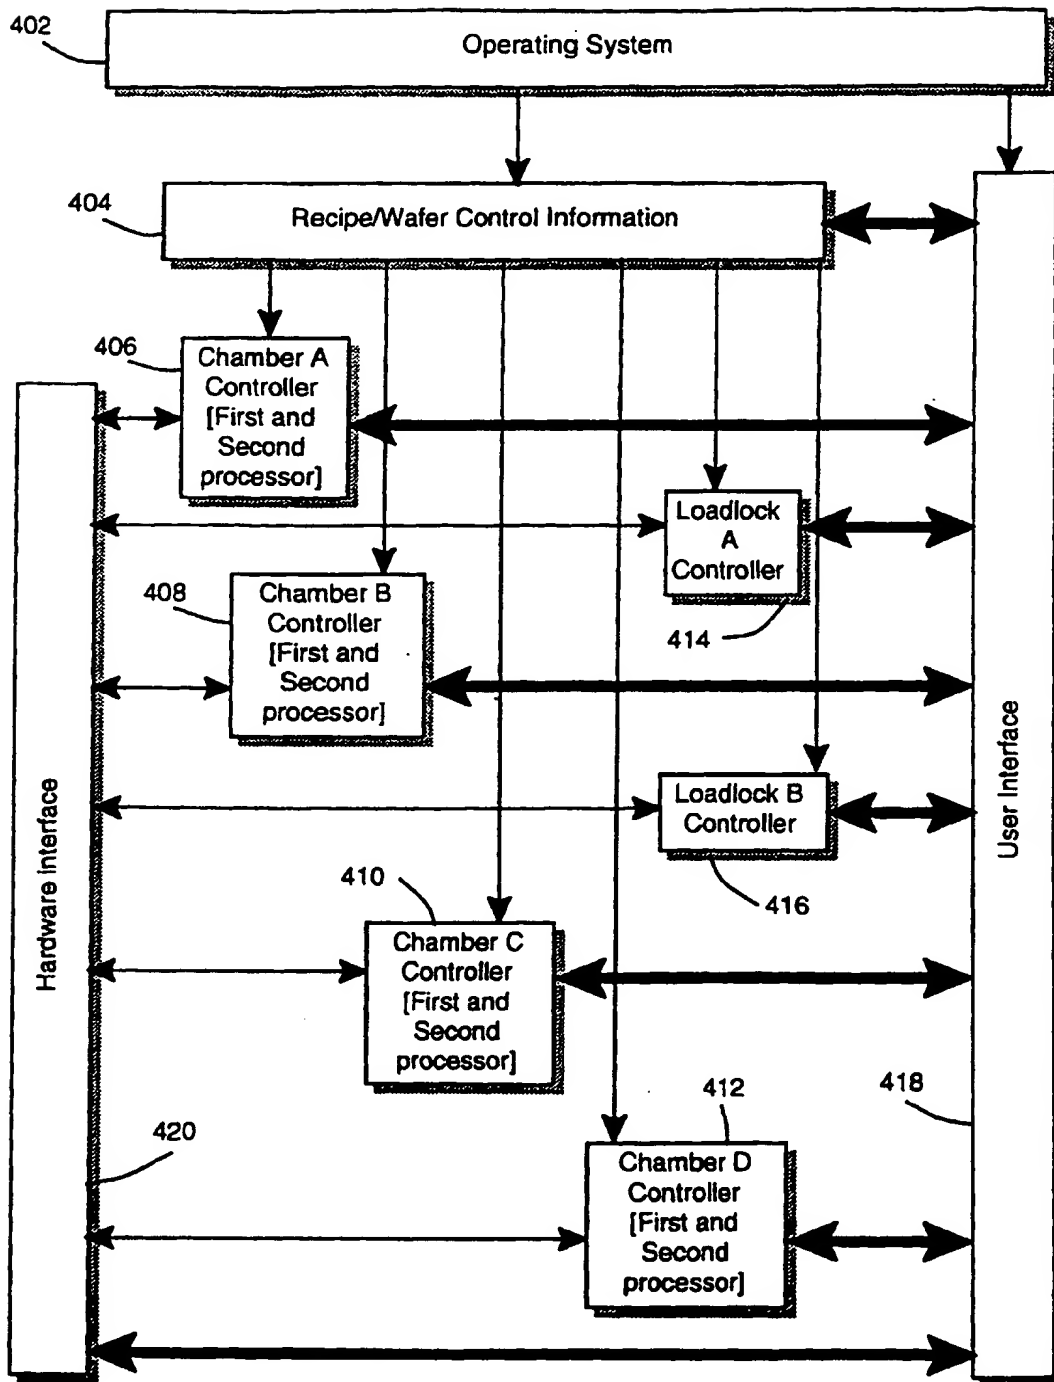 402
Operating System
404
Recipe/Wafer Control Information
406
Chamber A
Controller
[First and
Second
processor]
Loadlock
A
Controller
414
408
Chamber B
Controller
[First and
Second
processor]
Loadlock B
Controller
416
410
Chamber C
Controller
[First and
Second
processor]
412
Chamber D
Controller
[First and
Second
processor]
Hardware Interface
420
User Interface
418